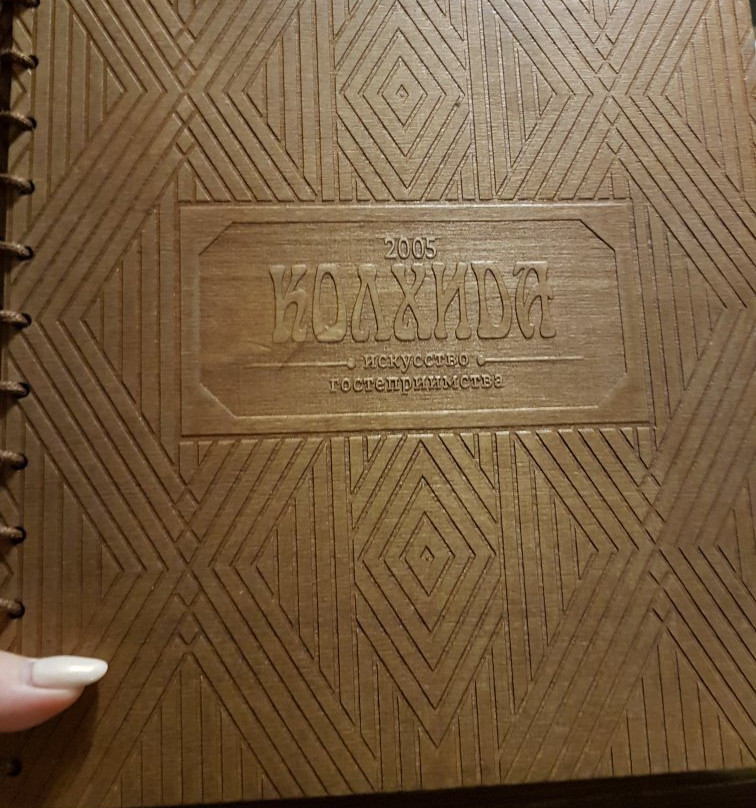 2005
КОЛХИДА
искусство
гостеприимства